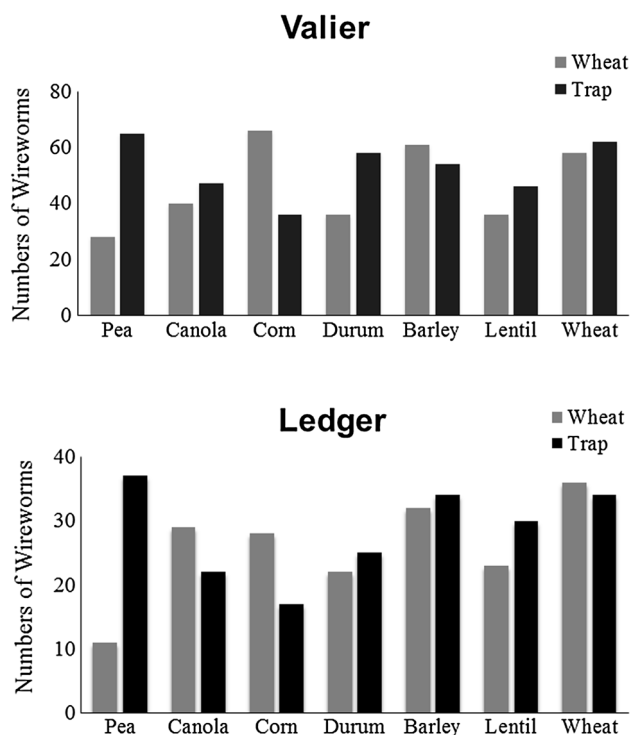 Valier
Wheat
Trap
Numbers of Wireworms
80
60
40
20
0
Pea Canola Corn Durum Barley Lentil Wheat
Ledger
Wheat
Trap
Numbers of Wireworms
40
30
20
10
0
Pea Canola Corn Durum Barley Lentil Wheat